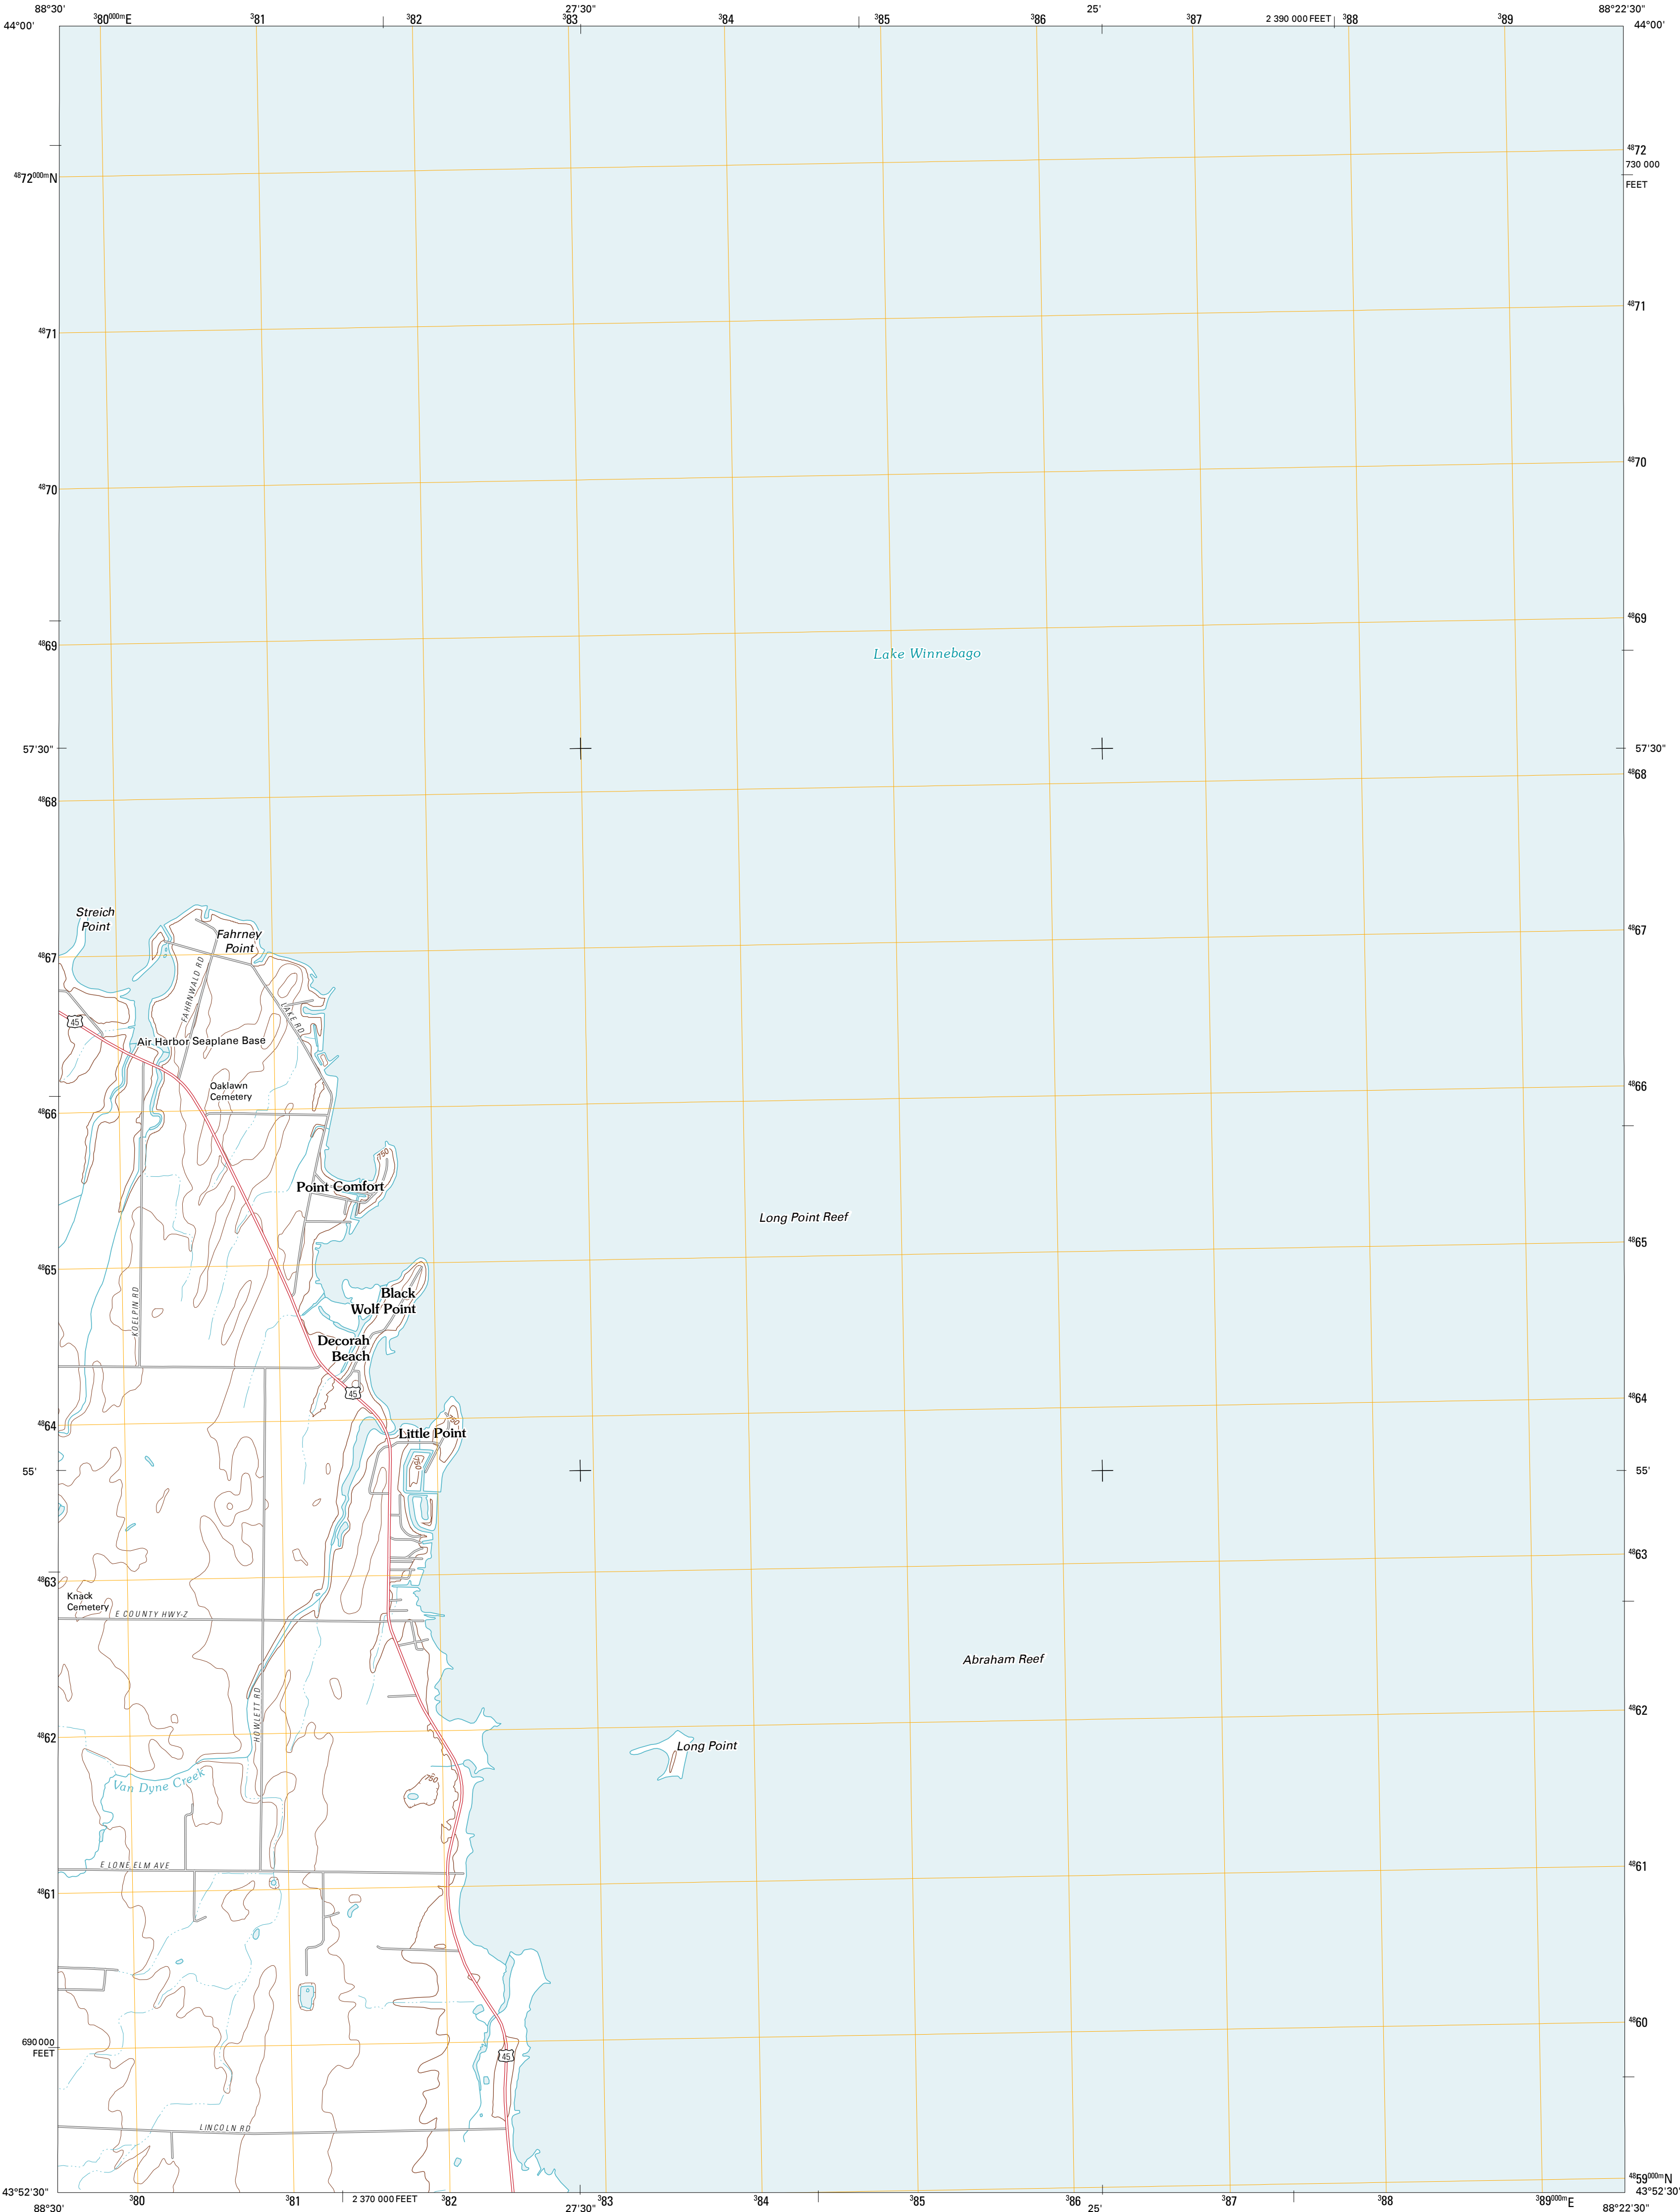 88°30' ³80⁰⁰⁰ᵐE ³81 ³82 27'30" ³83 ³84 ³85 ³86 25' ³87 2 390 000 FEET ³88 ³89 88°22'30"
44°00' 44°00'
⁴⁸72
730 000
FEET
⁴⁸72⁰⁰⁰ᵐN
⁴⁸71 ⁴⁸71
⁴⁸70 ⁴⁸70
⁴⁸69 ⁴⁸69
Lake Winnebago
57'30" 57'30"
⁴⁸68 ⁴⁸68
Streich
Point
Fahrney
Point
⁴⁸67 ⁴⁸67
FAHRNWALD RD
LAKE RD
45
Air Harbor Seaplane Base
Oaklawn
Cemetery
⁴⁸66 ⁴⁸66
750
Point Comfort
Long Point Reef
⁴⁸65 ⁴⁸65
KOELPIN RD
Black
Wolf Point
Decorah
Beach
45
⁴⁸64 ⁴⁸64
750
Little Point
750
55' 55'
⁴⁸63 ⁴⁸63
Knack
Cemetery
E COUNTY HWY-Z
Abraham Reef
HOWLETT RD
⁴⁸62 ⁴⁸62
Long Point
Van Dyne Creek
750
E LONE ELM AVE
⁴⁸61 ⁴⁸61
690 000
FEET
⁴⁸60
45
LINCOLN RD
⁴⁸59⁰⁰⁰ᵐN
43°52'30" 43°52'30"
88°30' ³80 ³81 2 370 000 FEET ³82 27'30" ³83 ³84 ³85 ³86 25' ³87 ³88 ³89⁰⁰⁰ᵐE 88°22'30"